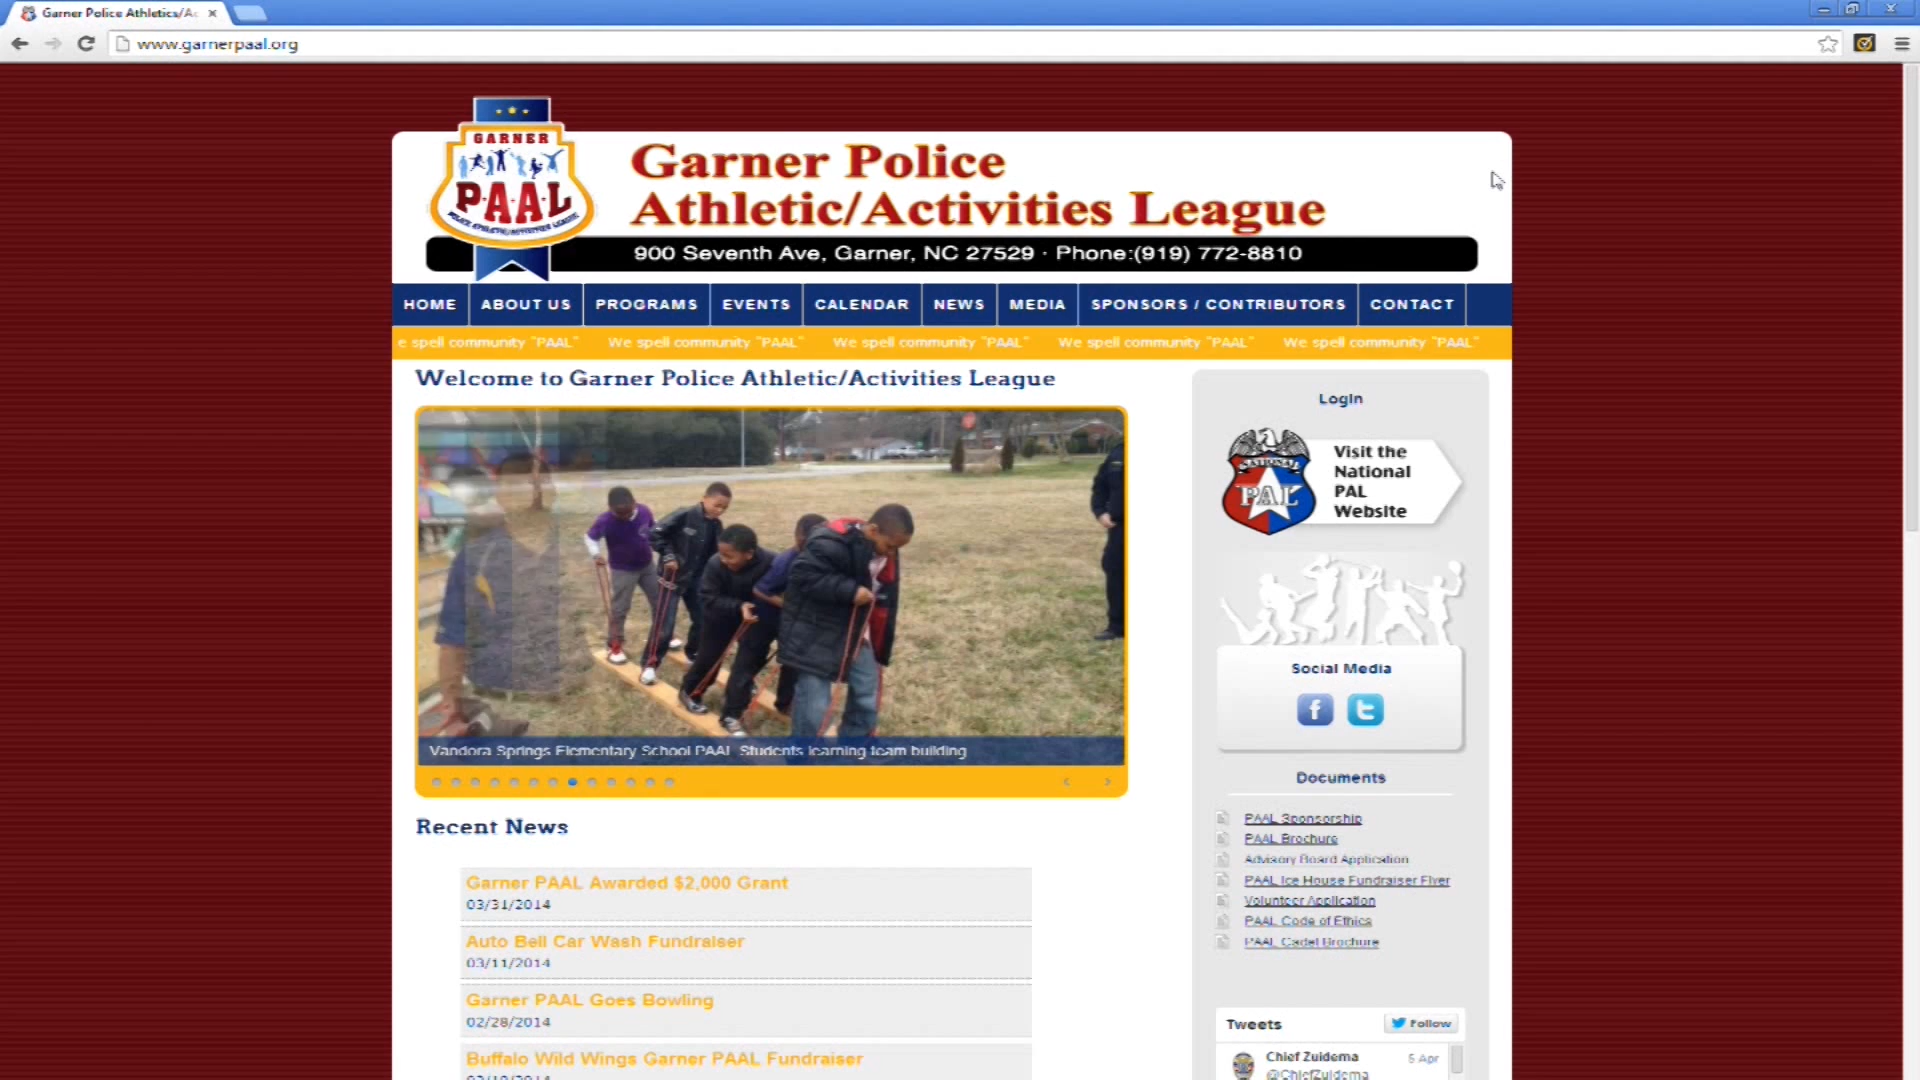 Garner Police Athletics/Ac
www.garnerpaal.org
GARNER
P.A.A.L
POLICE ATHLETIC/ACTIVITIES LEAGUE
Garner Police
Athletic/Activities League
900 Seventh Ave, Garner, NC 27529 · Phone:(919) 772-8810
HOME ABOUT US PROGRAMS EVENTS CALENDAR NEWS MEDIA SPONSORS / CONTRIBUTORS CONTACT
e spell community "PAAL" We spell community "PAAL" We spell community "PAAL" We spell community "PAAL" We spell community "PAAL"
Welcome to Garner Police Athletic/Activities League
Vandora Springs Elementary School PAAL Students learning team building
Recent News
Garner PAAL Awarded $2,000 Grant
03/31/2014
Auto Bell Car Wash Fundraiser
03/11/2014
Garner PAAL Goes Bowling
02/28/2014
Buffalo Wild Wings Garner PAAL Fundraiser
LogIn
NATIONAL
PAL
Visit the
National
PAL
Website
Social Media
Documents
PAAL Sponsorship
PAAL Brochure
Advisory Board Application
PAAL Ice House Fundraiser Flyer
Volunteer Application
PAAL Code of Ethics
PAAL Cadet Brochure
Tweets Follow
Chief Zuidema 5 Apr
@ChiefZuidema